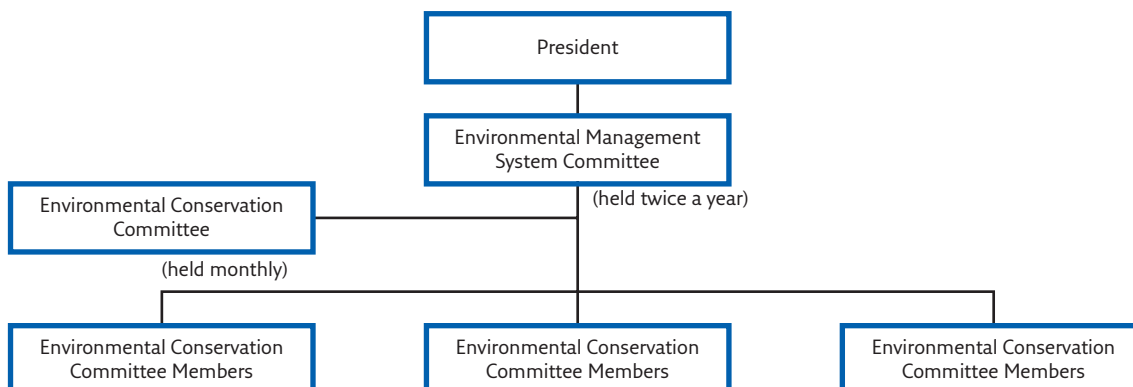 President
Environmental Management
System Committee
(held twice a year)
Environmental Conservation
Committee
(held monthly)
Environmental Conservation
Committee Members
Environmental Conservation
Committee Members
Environmental Conservation
Committee Members